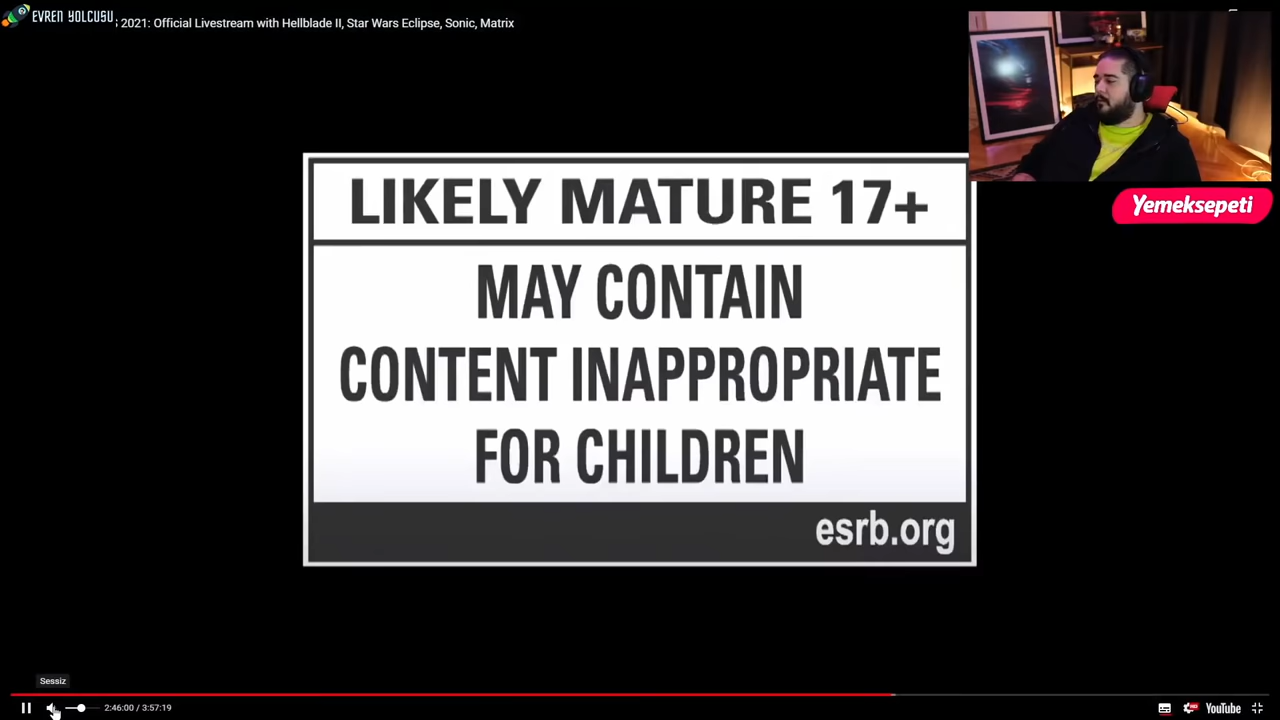 EVREN YOLCUSU
2021: Official Livestream with Hellblade II, Star Wars Eclipse, Sonic, Matrix
Yemeksepeti
LIKELY MATURE 17+
MAY CONTAIN
CONTENT INAPPROPRIATE
FOR CHILDREN
esrb.org
Sessiz
2:46:00 / 3:57:19
HD
YouTube